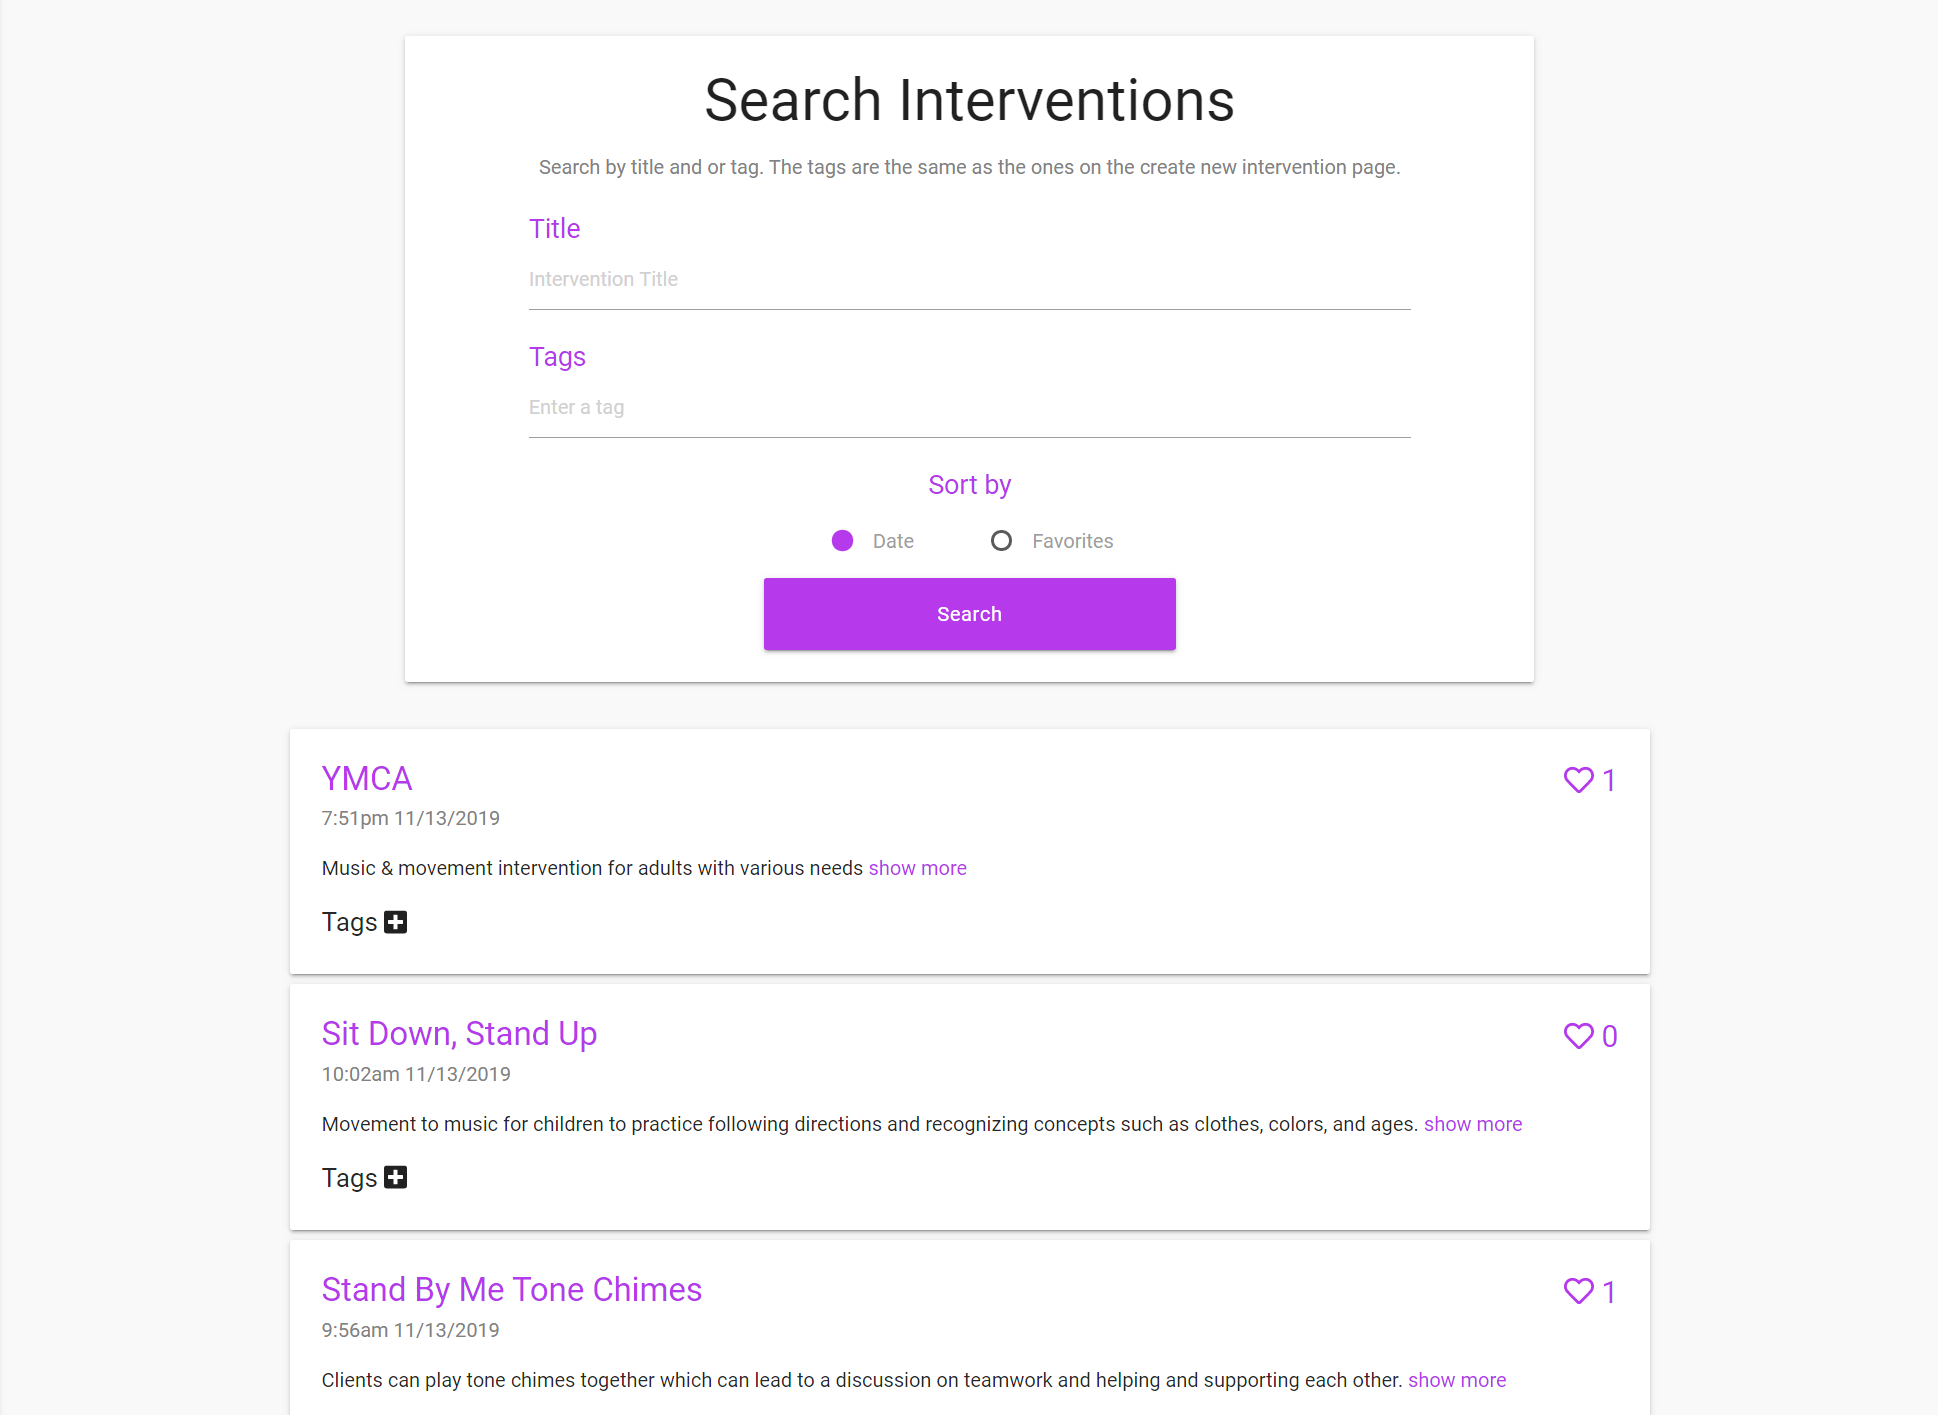 Search Interventions
Search by title and or tag. The tags are the same as the ones on the create new intervention page.
Title
Intervention Title
Tags
Enter a tag
Sort by
Date Favorites
Search
YMCA 1
7:51pm 11/13/2019
Music & movement intervention for adults with various needs show more
Tags
Sit Down, Stand Up 0
10:02am 11/13/2019
Movement to music for children to practice following directions and recognizing concepts such as clothes, colors, and ages. show more
Tags
Stand By Me Tone Chimes 1
9:56am 11/13/2019
Clients can play tone chimes together which can lead to a discussion on teamwork and helping and supporting each other. show more